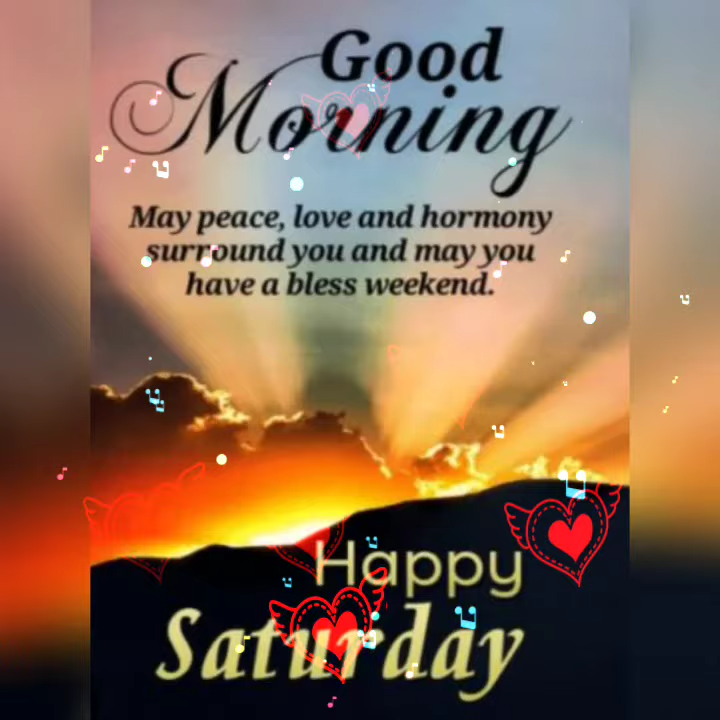 Good
Morning
May peace, love and hormony
surround you and may you
have a bless weekend.
Happy
Saturday